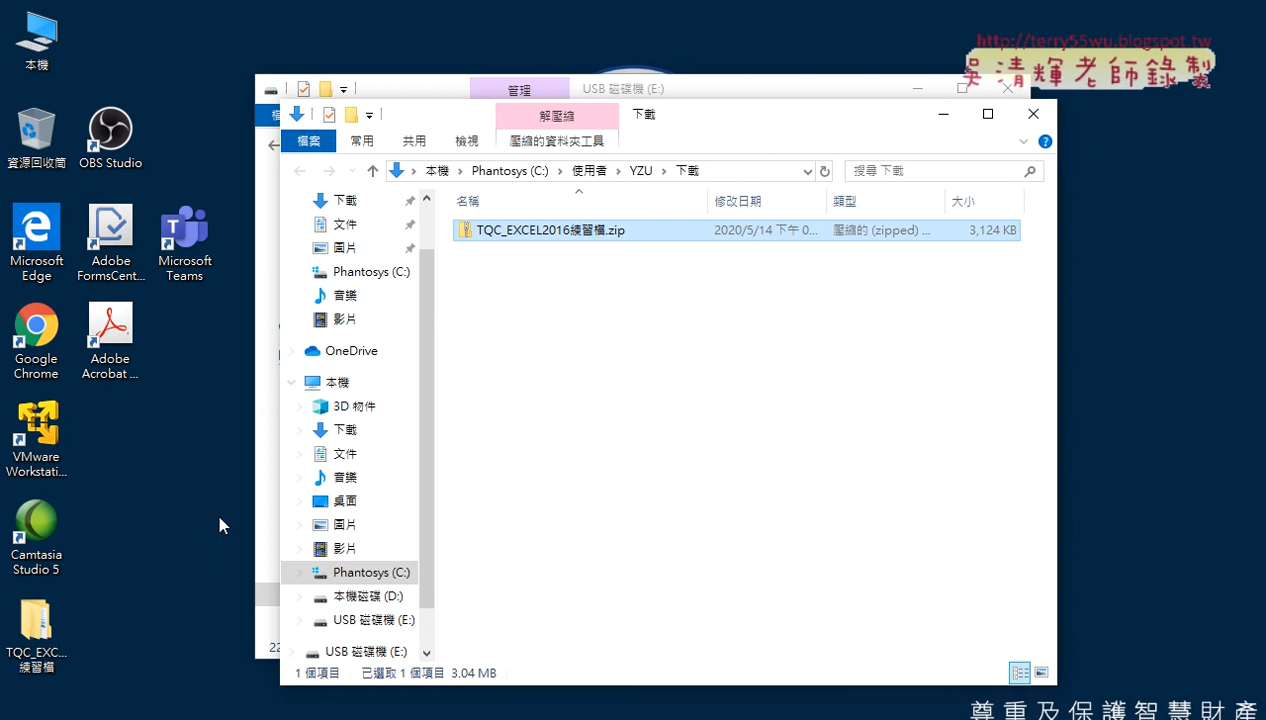 http://terry55wu.blogspot.tw
吳清輝老師錄製
本機
資源回收筒
OBS Studio
Microsoft Edge
Adobe FormsCent...
Microsoft Teams
Google Chrome
Adobe Acrobat ...
VMware Workstati...
Camtasia Studio 5
TQC_EXC... 練習檔
管理
USB 磁碟機 (E:)
解壓縮
下載
檔案
常用
共用
檢視
壓縮的資料夾工具
本機 › Phantosys (C:) › 使用者 › YZU › 下載
搜尋 下載
名稱
修改日期
類型
大小
TQC_EXCEL2016練習檔.zip
2020/5/14 下午 0...
壓縮的 (zipped) ...
3,124 KB
下載
文件
圖片
Phantosys (C:)
音樂
影片
OneDrive
本機
3D 物件
下載
文件
音樂
桌面
圖片
影片
Phantosys (C:)
本機磁碟 (D:)
USB 磁碟機 (E:)
USB 磁碟機 (E:)
1 個項目
已選取 1 個項目 3.04 MB
尊重及保護智慧財產